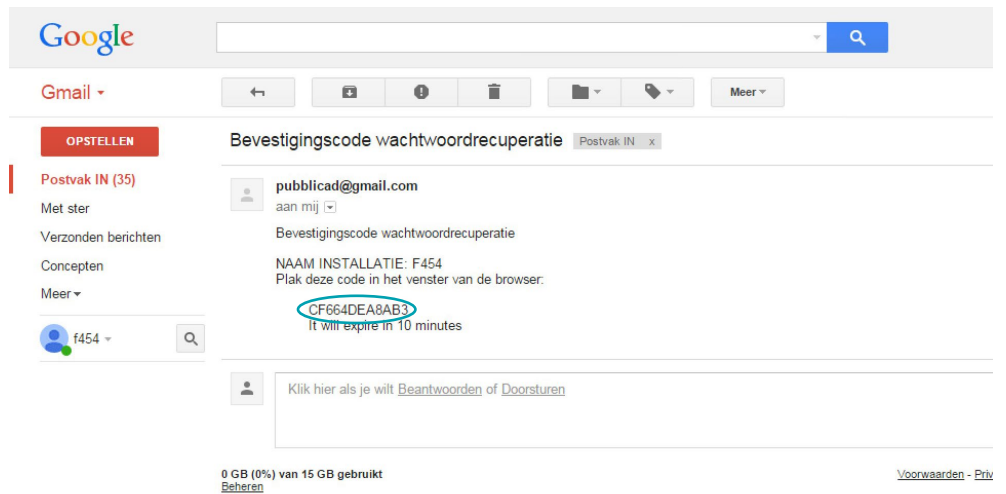 Google
Gmail
Meer
OPSTELLEN
Bevestigingscode wachtwoordrecuperatie Postvak IN x
Postvak IN (35)
Met ster
Verzonden berichten
Concepten
Meer
f454
pubblicad@gmail.com
aan mij
Bevestigingscode wachtwoordrecuperatie
NAAM INSTALLATIE: F454
Plak deze code in het venster van de browser:
CF664DEA8AB3
It will expire in 10 minutes
Klik hier als je wilt Beantwoorden of Doorsturen
0 GB (0%) van 15 GB gebruikt
Beheren
Voorwaarden - Priv